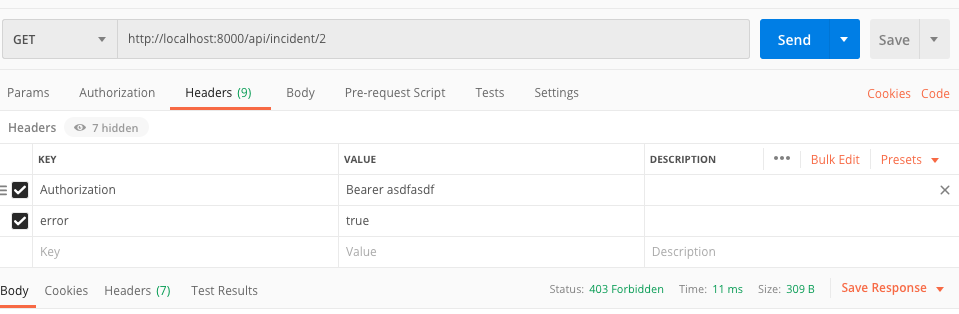 GET http://localhost:8000/api/incident/2 Send Save
Params Authorization Headers (9) Body Pre-request Script Tests Settings Cookies Code
Headers 7 hidden
KEY VALUE DESCRIPTION ••• Bulk Edit Presets
Authorization Bearer asdfasdf
error true
Key Value Description
Body Cookies Headers (7) Test Results Status: 403 Forbidden Time: 11 ms Size: 309 B Save Response